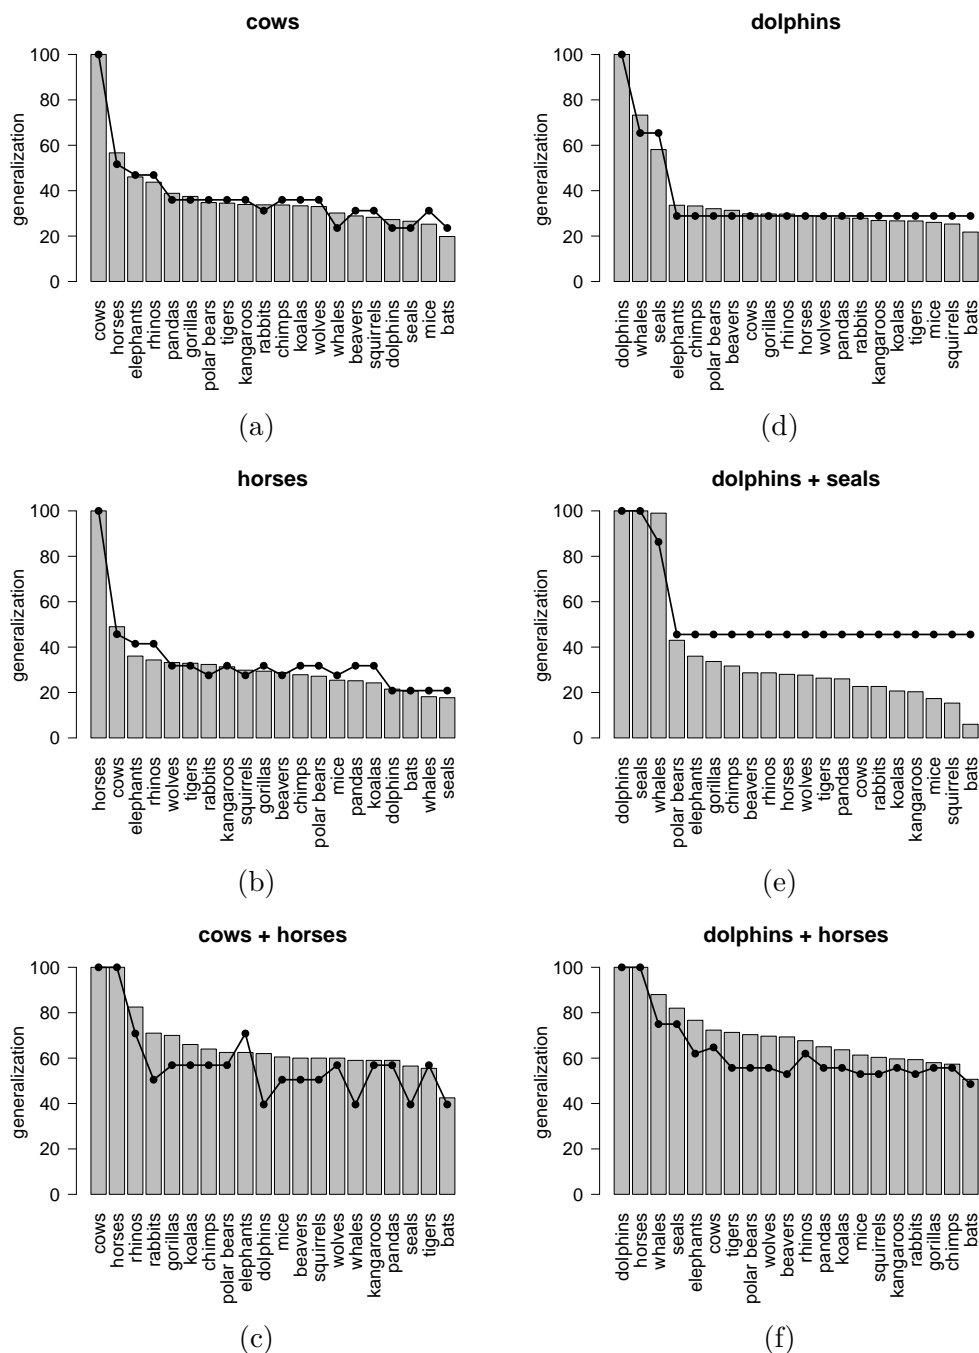 cows
generalization
100
80
60
40
20
0
cows
horses
elephants
rhinos
pandas
gorillas
polar bears
tigers
kangaroos
rabbits
chimps
koalas
wolves
whales
beavers
squirrels
dolphins
seals
mice
bats
(a)
dolphins
generalization
100
80
60
40
20
0
dolphins
whales
seals
elephants
chimps
polar bears
beavers
cows
gorillas
rhinos
horses
wolves
pandas
rabbits
kangaroos
koalas
tigers
mice
squirrels
bats
(d)
horses
generalization
100
80
60
40
20
0
horses
cows
elephants
rhinos
wolves
tigers
rabbits
kangaroos
squirrels
gorillas
beavers
chimps
polar bears
mice
pandas
koalas
dolphins
bats
whales
seals
(b)
dolphins + seals
generalization
100
80
60
40
20
0
dolphins
seals
whales
polar bears
elephants
gorillas
chimps
beavers
rhinos
horses
wolves
tigers
pandas
cows
rabbits
koalas
kangaroos
mice
squirrels
bats
(e)
cows + horses
generalization
100
80
60
40
20
0
cows
horses
rhinos
rabbits
gorillas
koalas
chimps
polar bears
elephants
dolphins
mice
beavers
squirrels
wolves
whales
kangaroos
pandas
seals
tigers
bats
(c)
dolphins + horses
generalization
100
80
60
40
20
0
dolphins
horses
whales
seals
elephants
cows
tigers
polar bears
wolves
beavers
rhinos
pandas
koalas
mice
squirrels
kangaroos
rabbits
gorillas
chimps
bats
(f)